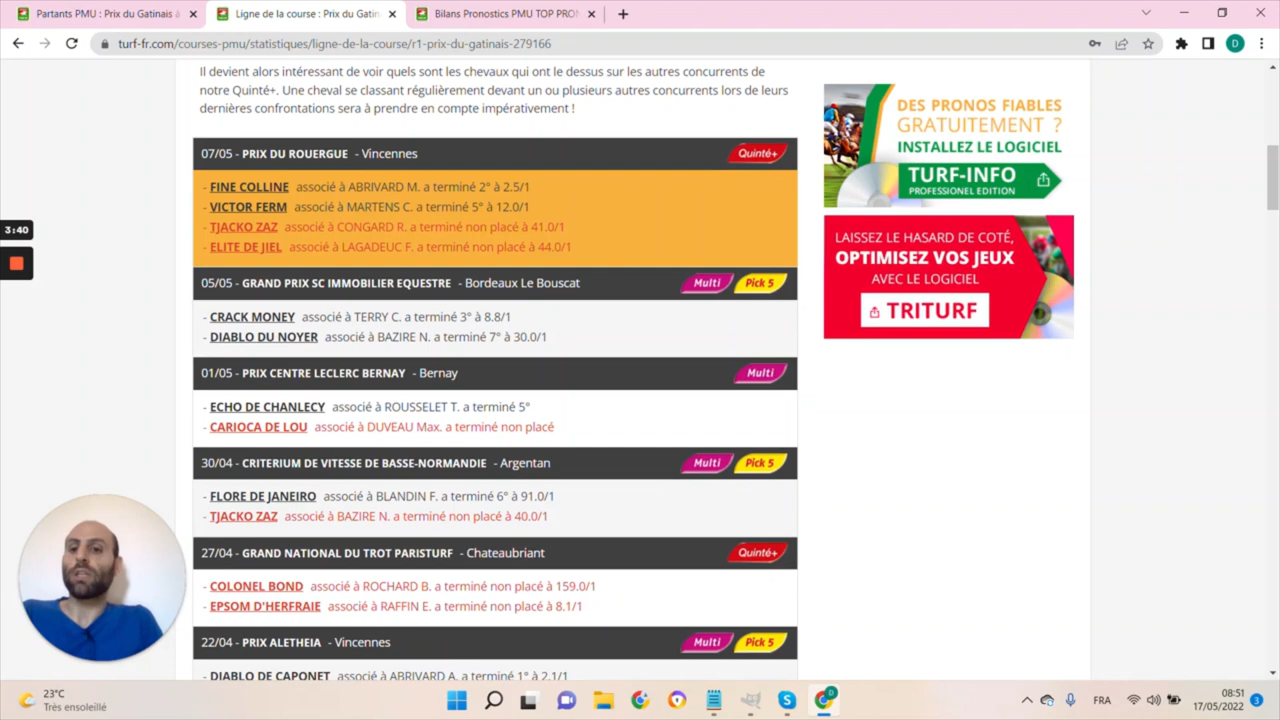 Partants PMU : Prix du Gatinais à
Ligne de la course : Prix du Gatin
Bilans Pronostics PMU TOP PRO
turf-fr.com/courses-pmu/statistiques/ligne-de-la-course/r1-prix-du-gatinais-279166
D
Il devient alors intéressant de voir quels sont les chevaux qui ont le dessus sur les autres concurrents de
notre Quinté+. Une cheval se classant régulièrement devant un ou plusieurs autres concurrents lors de leurs
dernières confrontations sera à prendre en compte impérativement !
07/05 - PRIX DU ROUERGUE - Vincennes Quinté+
- FINE COLLINE associé à ABRIVARD M. a terminé 2° à 2.5/1
- VICTOR FERM associé à MARTENS C. a terminé 5° à 12.0/1
- TJACKO ZAZ associé à CONGARD R. a terminé non placé à 41.0/1
- ELITE DE JIEL associé à LAGADEUC F. a terminé non placé à 44.0/1
05/05 - GRAND PRIX SC IMMOBILIER EQUESTRE - Bordeaux Le Bouscat Multi Pick 5
- CRACK MONEY associé à TERRY C. a terminé 3° à 8.8/1
- DIABLO DU NOYER associé à BAZIRE N. a terminé 7° à 30.0/1
01/05 - PRIX CENTRE LECLERC BERNAY - Bernay Multi
- ECHO DE CHANLECY associé à ROUSSELET T. a terminé 5°
- CARIOCA DE LOU associé à DUVEAU Max. a terminé non placé
30/04 - CRITERIUM DE VITESSE DE BASSE-NORMANDIE - Argentan Multi Pick 5
- FLORE DE JANEIRO associé à BLANDIN F. a terminé 6° à 91.0/1
- TJACKO ZAZ associé à BAZIRE N. a terminé non placé à 40.0/1
27/04 - GRAND NATIONAL DU TROT PARISTURF - Chateaubriant Quinté+
- COLONEL BOND associé à ROCHARD B. a terminé non placé à 159.0/1
- EPSOM D'HERFRAIE associé à RAFFIN E. a terminé non placé à 8.1/1
22/04 - PRIX ALETHEIA - Vincennes Multi Pick 5
- DIABLO DE CAPONET associé à ABRIVARD A. a terminé 1° à 2.1/1
DES PRONOS FIABLES
GRATUITEMENT ?
INSTALLEZ LE LOGICIEL
TURF-INFO
PROFESSIONEL EDITION
LAISSEZ LE HASARD DE COTÉ,
OPTIMISEZ VOS JEUX
AVEC LE LOGICIEL
TRITURF
3:40
23°C
Très ensoleillé
D
FRA
08:51
17/05/2022
3